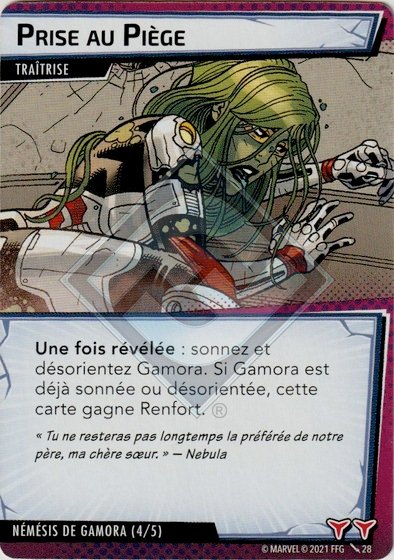 PRISE AU PIÈGE
TRAÎTRISE
Une fois révélée : sonnez et
désorientez Gamora. Si Gamora est
déjà sonnée ou désorientée, cette
carte gagne Renfort. ®
« Tu ne resteras pas longtemps la préférée de notre
père, ma chère sœur. » — Nebula
NÉMÉSIS DE GAMORA (4/5)
© MARVEL © 2021 FFG 28